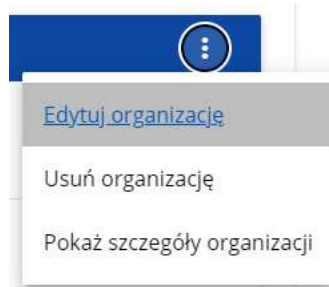 Edytuj organizację
Usuń organizację
Pokaż szczegóły organizacji